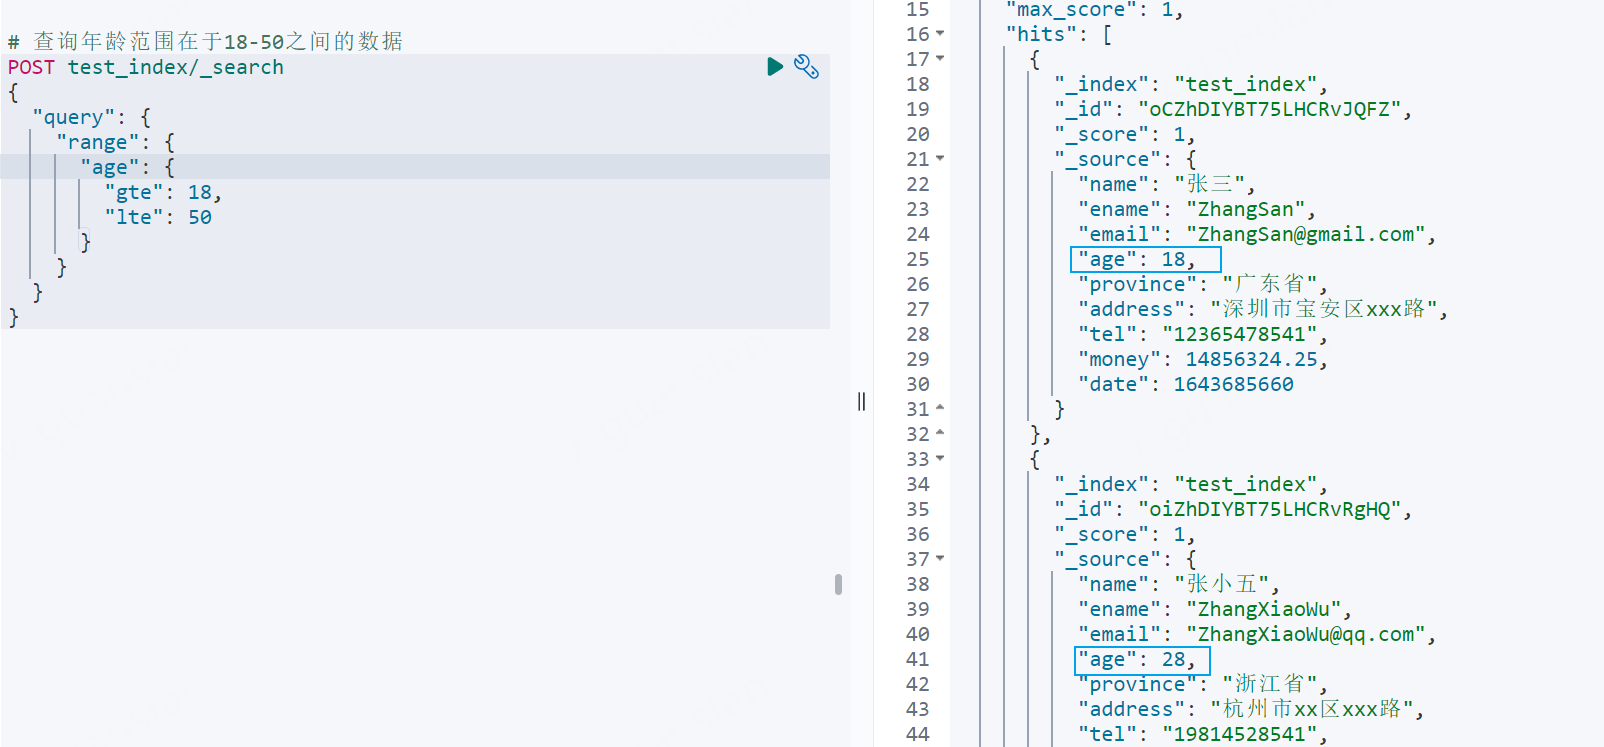 # 查询年龄范围在于18-50之间的数据
POST test_index/_search
{
"query": {
"range": {
"age": {
"gte": 18,
"lte": 50
}
}
}
}
15 "max_score": 1,
16 "hits": [
17 {
18 "_index": "test_index",
19 "_id": "oCZhDIYBT75LHCRvJQFZ",
20 "_score": 1,
21 "_source": {
22 "name": "张三",
23 "ename": "ZhangSan",
24 "email": "ZhangSan@gmail.com",
25 "age": 18,
26 "province": "广东省",
27 "address": "深圳市宝安区xxx路",
28 "tel": "12365478541",
29 "money": 14856324.25,
30 "date": 1643685660
31 }
32 },
33 {
34 "_index": "test_index",
35 "_id": "oiZhDIYBT75LHCRvRgHQ",
36 "_score": 1,
37 "_source": {
38 "name": "张小五",
39 "ename": "ZhangXiaoWu",
40 "email": "ZhangXiaoWu@qq.com",
41 "age": 28,
42 "province": "浙江省",
43 "address": "杭州市xx区xxx路",
44 "tel": "19814528541",